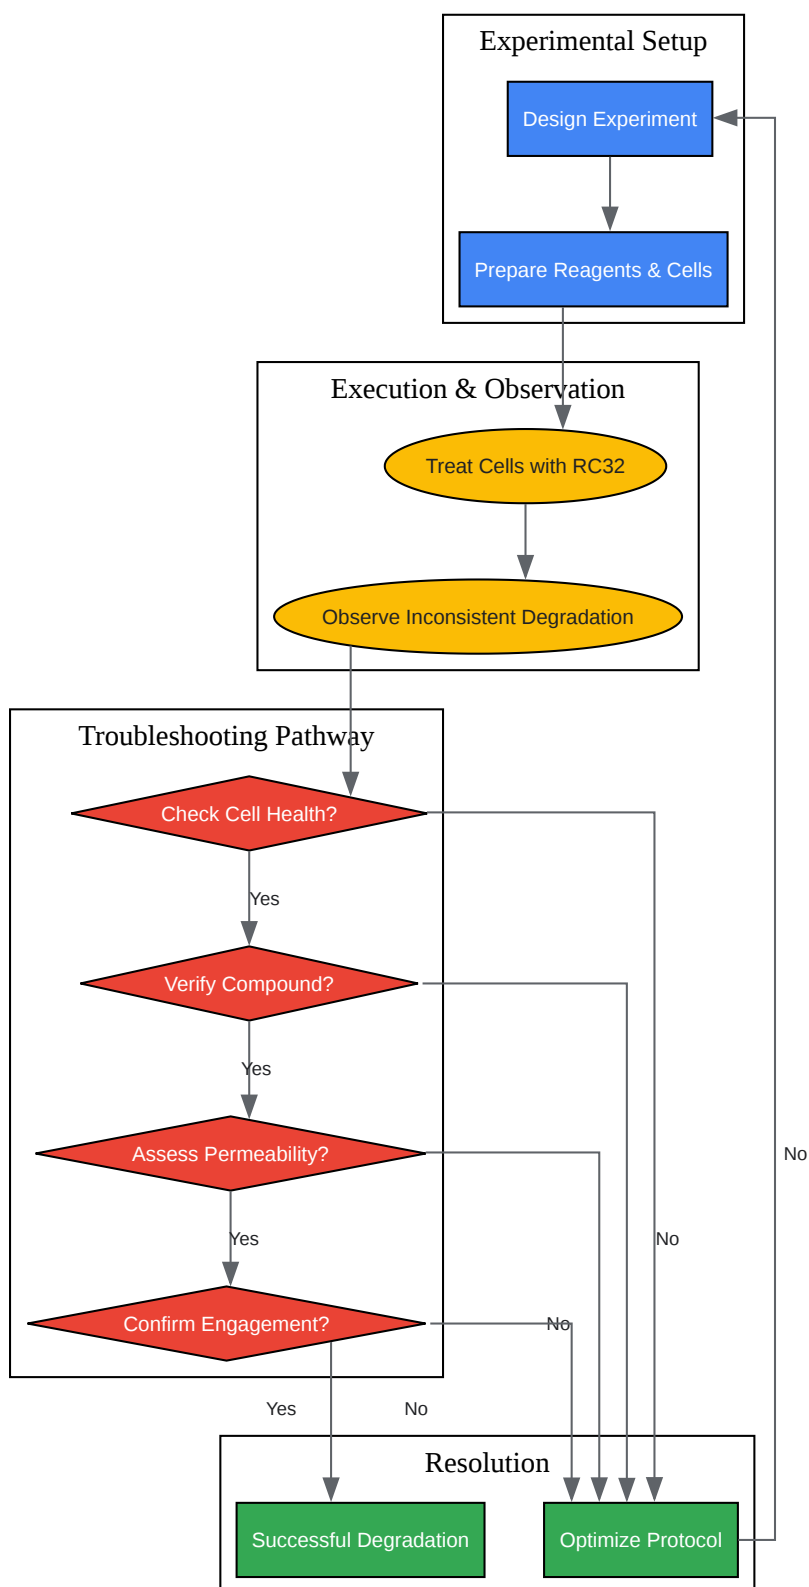 Experimental Setup
Design Experiment
Prepare Reagents & Cells
Execution & Observation
Treat Cells with RC32
Observe Inconsistent Degradation
Troubleshooting Pathway
Check Cell Health?
Yes
Verify Compound?
Yes
Assess Permeability?
No
Yes
No
Confirm Engagement?
No
Yes
No
Resolution
Successful Degradation
Optimize Protocol